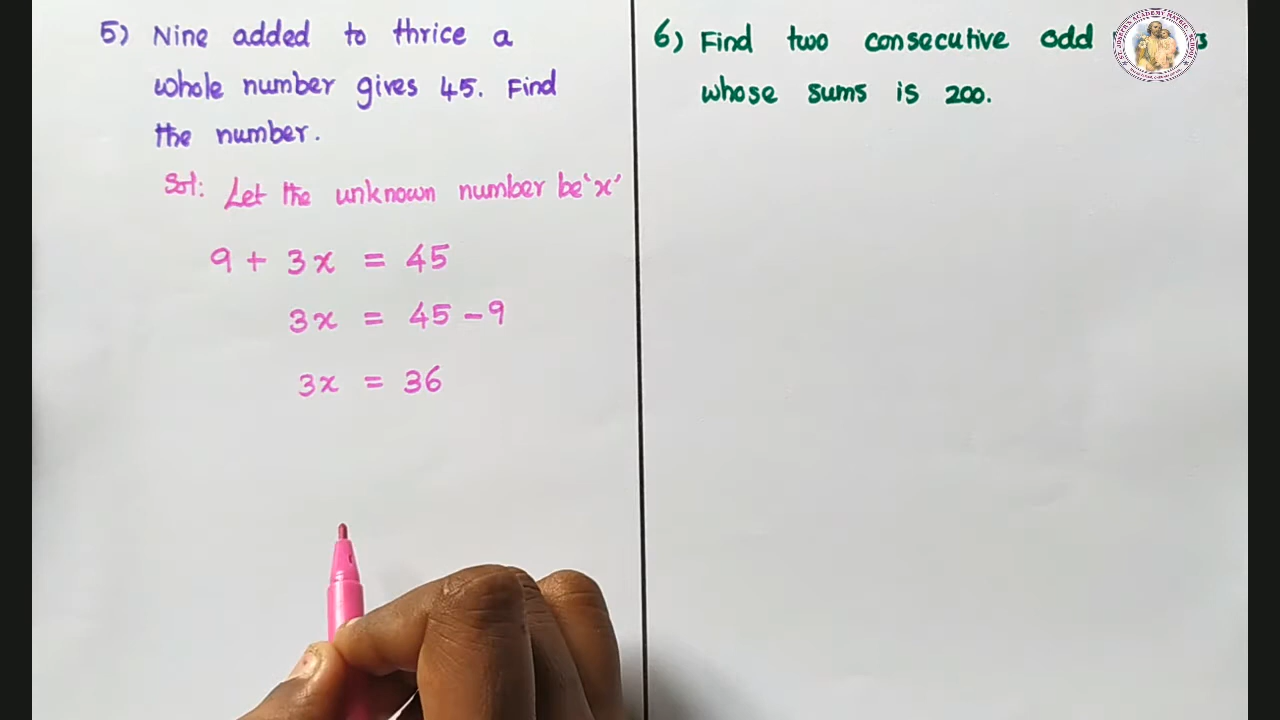 5) Nine added to thrice a
whole number gives 45. Find
the number.
Sol: Let the unknown number be 'x'
9 + 3x = 45
3x = 45 - 9
3x = 36
6) Find two consecutive odd
whose sums is 200.